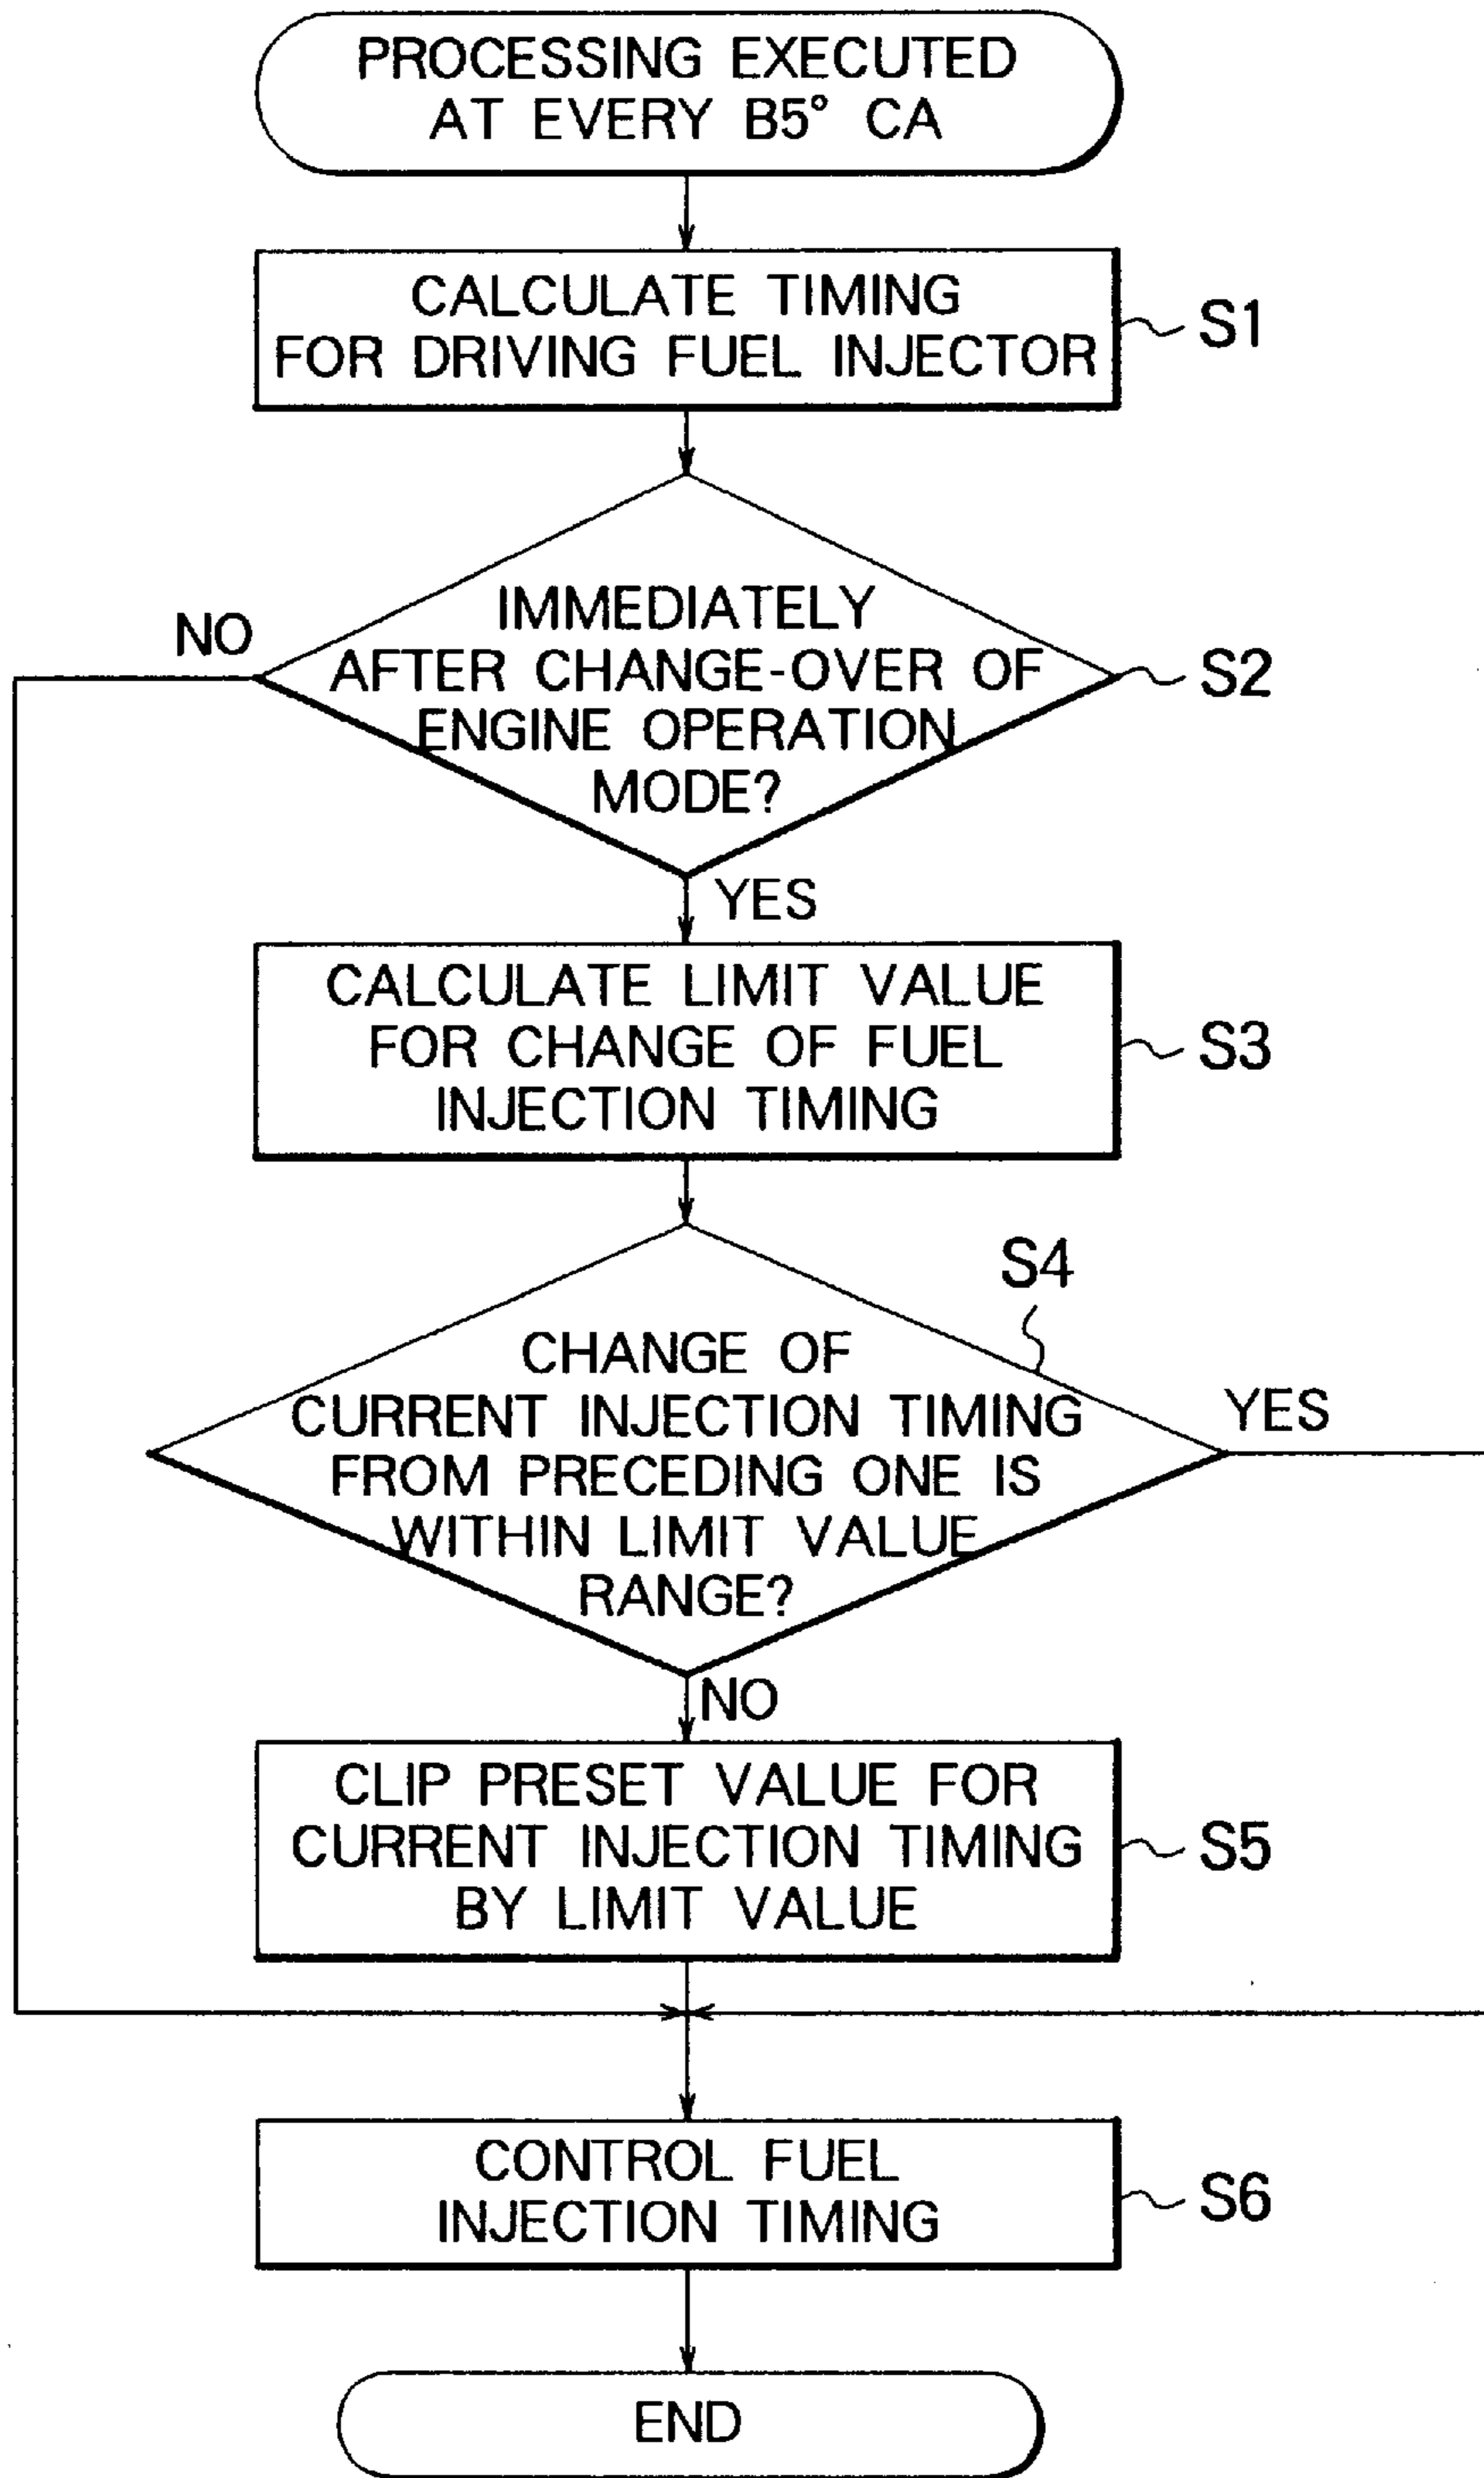 PROCESSING EXECUTED
AT EVERY B5° CA
CALCULATE TIMING
FOR DRIVING FUEL INJECTOR
S1
IMMEDIATELY
AFTER CHANGE-OVER OF
ENGINE OPERATION
MODE?
NO
S2
YES
CALCULATE LIMIT VALUE
FOR CHANGE OF FUEL
INJECTION TIMING
S3
S4
CHANGE OF
CURRENT INJECTION TIMING
FROM PRECEDING ONE IS
WITHIN LIMIT VALUE
RANGE?
YES
NO
CLIP PRESET VALUE FOR
CURRENT INJECTION TIMING
BY LIMIT VALUE
S5
CONTROL FUEL
INJECTION TIMING
S6
END